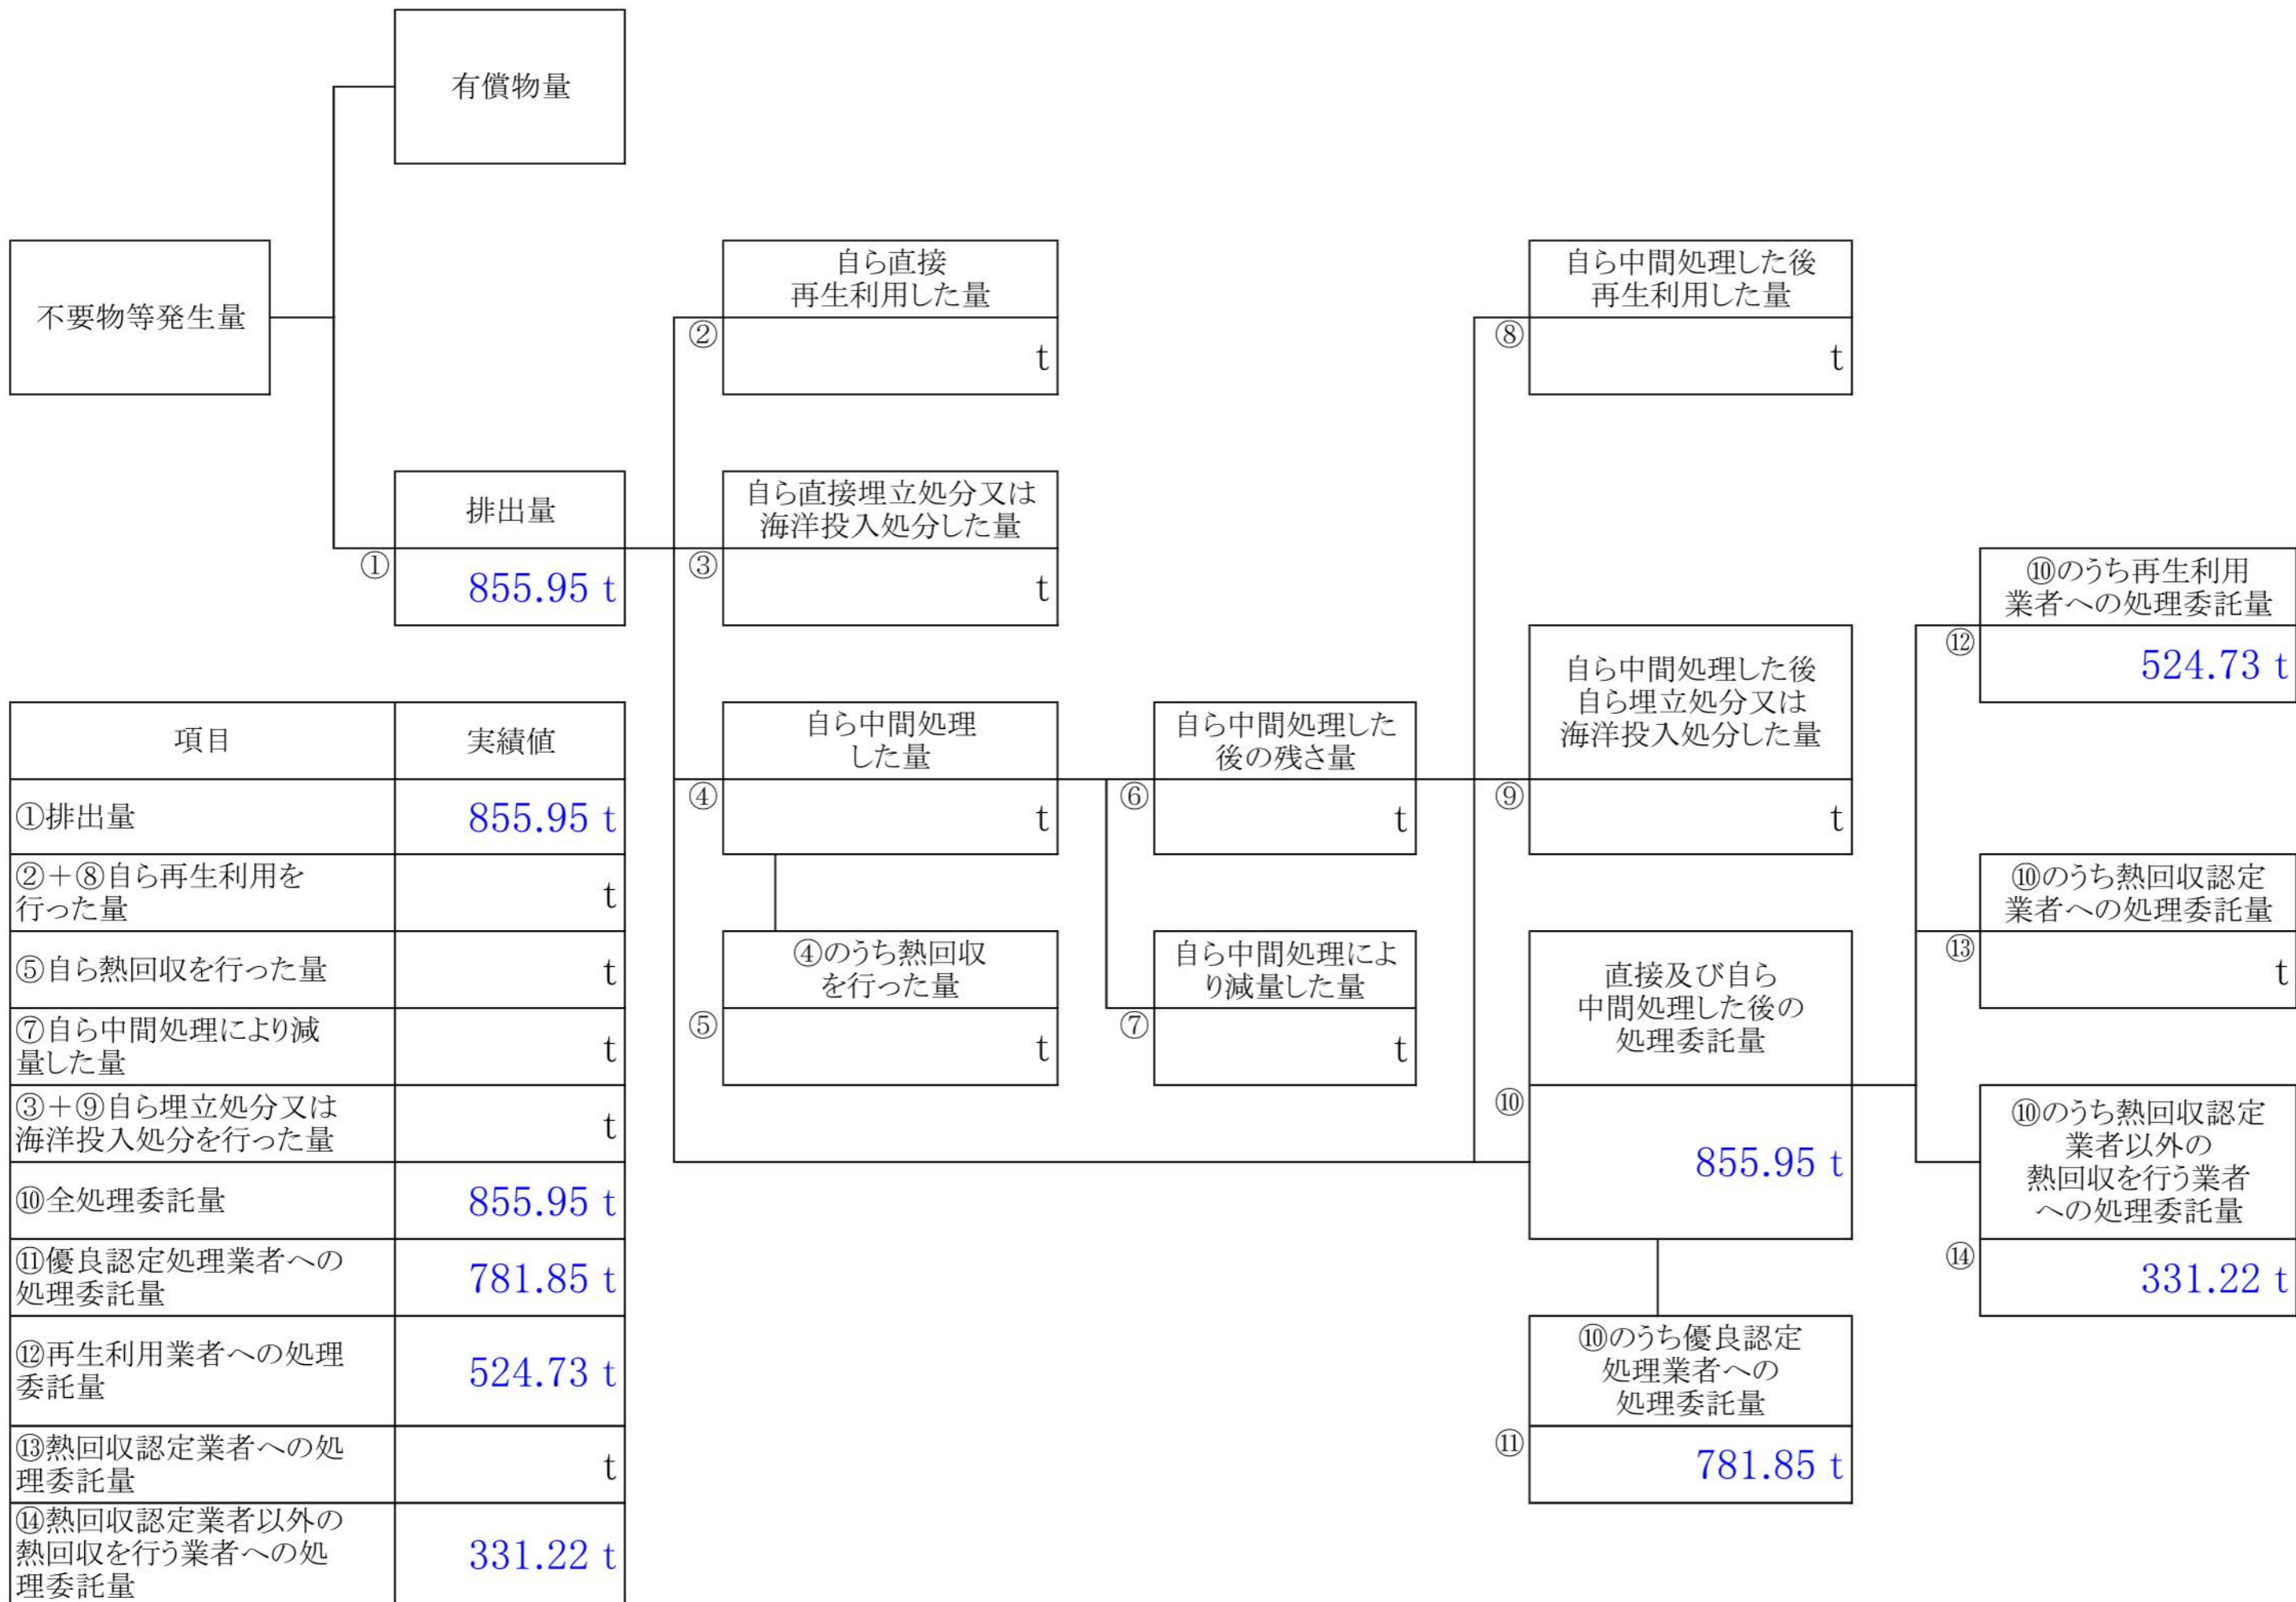 有償物量
不要物等発生量
自ら直接
再生利用した量
②
t
自ら中間処理した後
再生利用した量
⑧
t
排出量
①
855.95 t
自ら直接埋立処分又は
海洋投入処分した量
③
t
⑩のうち再生利用
業者への処理委託量
⑫
524.73 t
自ら中間処理
した量
④
t
自ら中間処理した
後の残さ量
⑥
t
自ら中間処理した後
自ら埋立処分又は
海洋投入処分した量
⑨
t
⑩のうち熱回収認定
業者への処理委託量
⑬
t
④のうち熱回収
を行った量
⑤
t
自ら中間処理によ
り減量した量
⑦
t
直接及び自ら
中間処理した後の
処理委託量
⑩
855.95 t
⑩のうち熱回収認定
業者以外の
熱回収を行う業者
への処理委託量
⑭
331.22 t
⑩のうち優良認定
処理業者への
処理委託量
⑪
781.85 t
項目
実績値
①排出量
855.95 t
②＋⑧自ら再生利用を
行った量
t
⑤自ら熱回収を行った量
t
⑦自ら中間処理により減
量した量
t
③＋⑨自ら埋立処分又は
海洋投入処分を行った量
t
⑩全処理委託量
855.95 t
⑪優良認定処理業者への
処理委託量
781.85 t
⑫再生利用業者への処理
委託量
524.73 t
⑬熱回収認定業者への処
理委託量
t
⑭熱回収認定業者以外の
熱回収を行う業者への処
理委託量
331.22 t